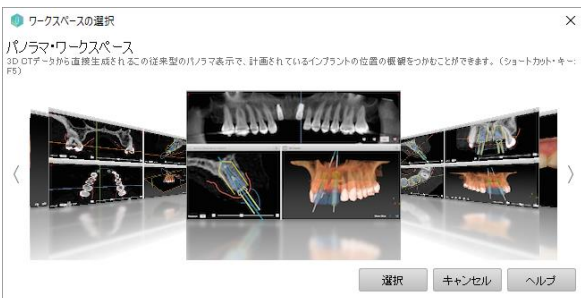 ワークスペースの選択
パノラマ・ワークスペース
3D CTデータから直接生成されるこの従来型のパノラマ表示で、計画されているインプラントの位置の概観をつかむことができます。（ショートカット・キー:
F5）
選択
キャンセル
ヘルプ